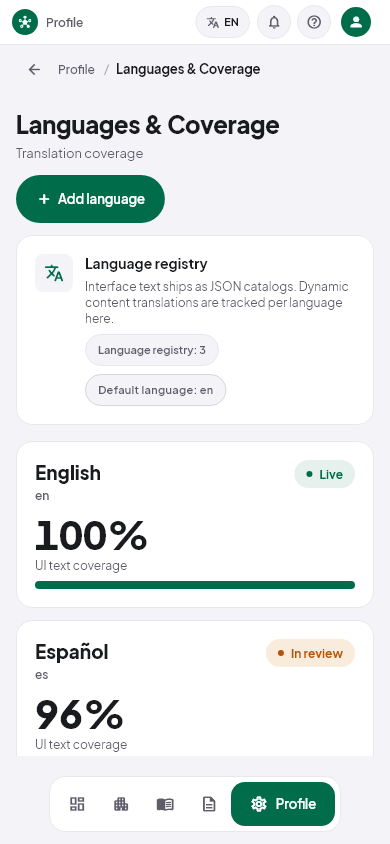 Profile
EN
Profile / Languages & Coverage
Languages & Coverage
Translation coverage
+ Add language
Language registry
Interface text ships as JSON catalogs. Dynamic
content translations are tracked per language
here.
Language registry: 3
Default language: en
English
Live
en
100%
UI text coverage
Español
In review
es
96%
UI text coverage
Profile